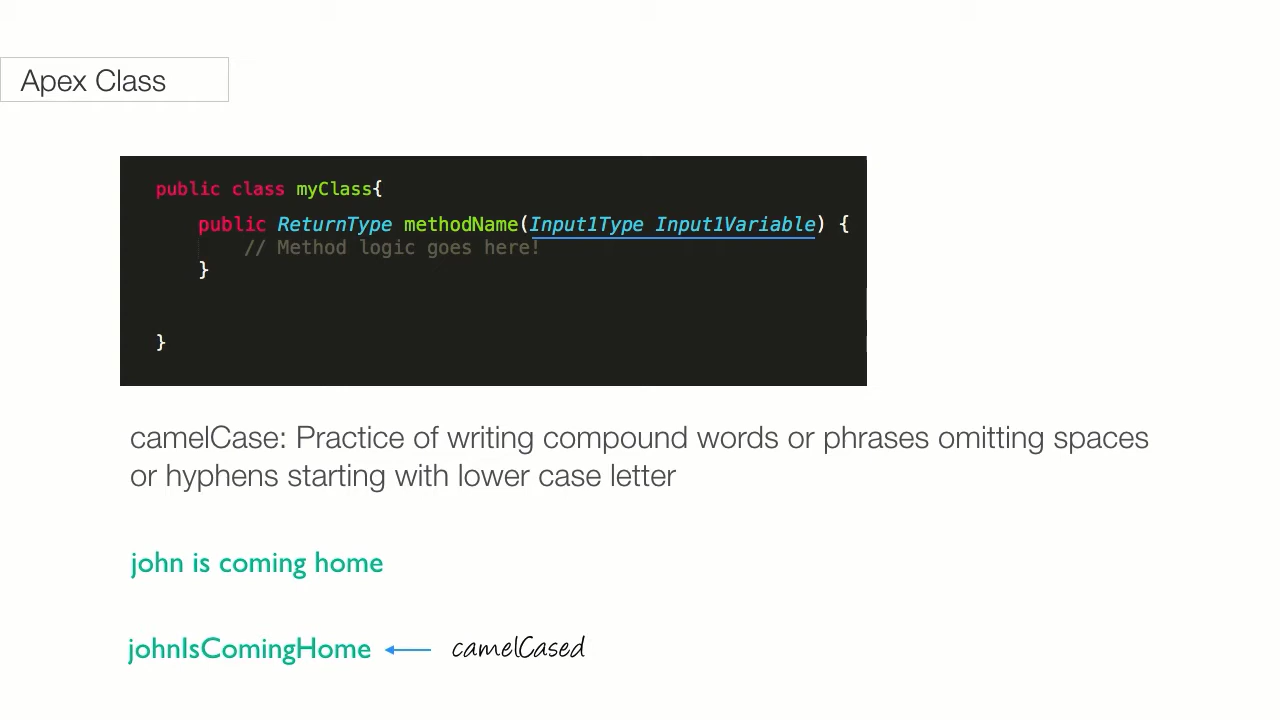 Apex Class
public class myClass{
public ReturnType methodName(Input1Type Input1Variable) {
// Method logic goes here!
}
}
camelCase: Practice of writing compound words or phrases omitting spaces
or hyphens starting with lower case letter
john is coming home
johnIsComingHome
camelCased